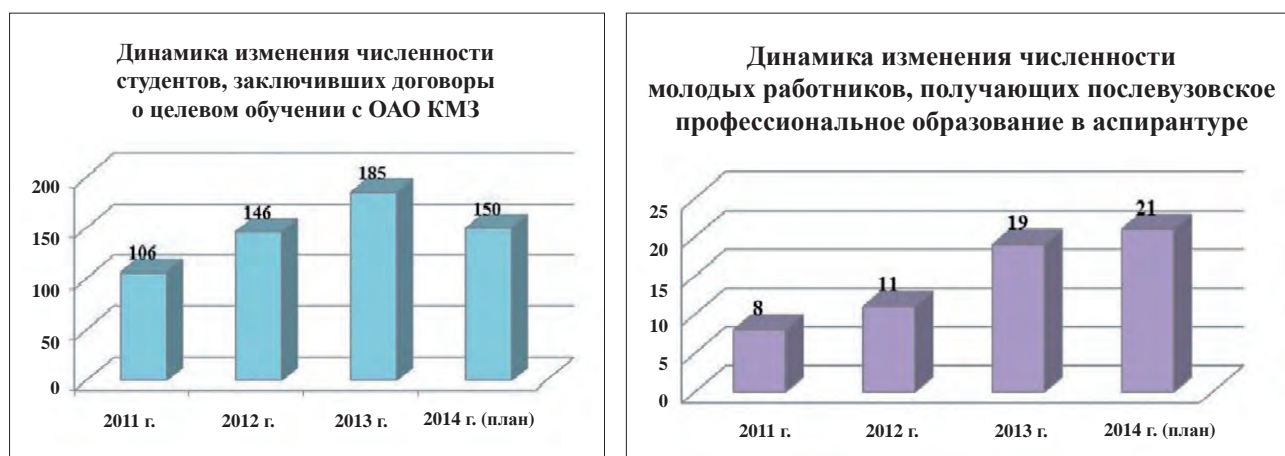 Динамика изменения численности
студентов, заключивших договоры
о целевом обучении с ОАО КМЗ
200
150
100
50
0
106
146
185
150
2011 г.
2012 г.
2013 г.
2014 г. (план)
Динамика изменения численности
молодых работников, получающих послевузовское
профессиональное образование в аспирантуре
25
20
15
10
5
0
8
11
19
21
2011 г.
2012 г.
2013 г.
2014 г. (план)